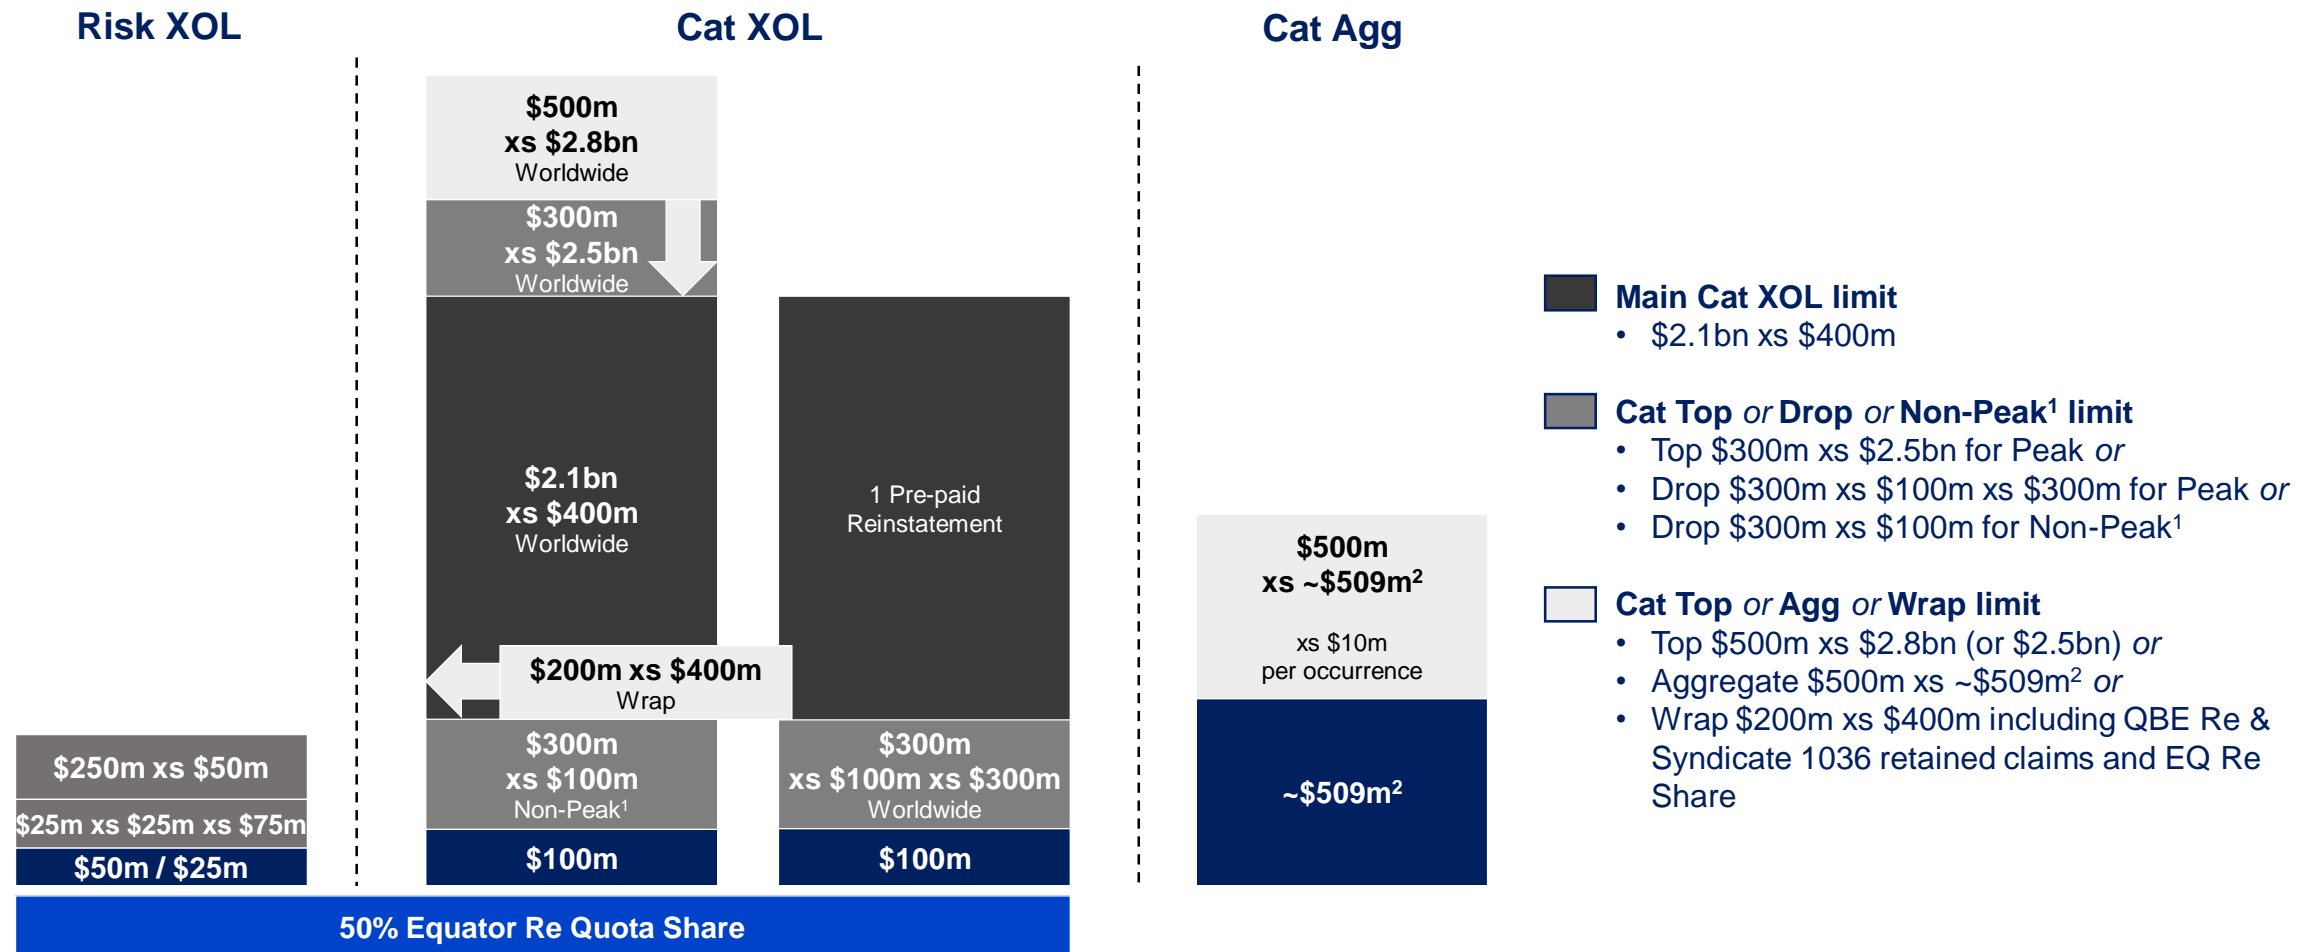 Risk XOL
Cat XOL
Cat Agg
$500m
xs $2.8bn
Worldwide
$300m
xs $2.5bn
Worldwide
$2.1bn
xs $400m
Worldwide
1 Pre-paid
Reinstatement
$200m xs $400m
Wrap
$300m
xs $100m
Non-Peak¹
$100m
$300m
xs $100m xs $300m
Worldwide
$100m
$250m xs $50m
$25m xs $25m xs $75m
$50m / $25m
50% Equator Re Quota Share
$500m
xs ~$509m²
xs $10m
per occurrence
~$509m²
Main Cat XOL limit
• $2.1bn xs $400m
Cat Top or Drop or Non-Peak¹ limit
• Top $300m xs $2.5bn for Peak or
• Drop $300m xs $100m xs $300m for Peak or
• Drop $300m xs $100m for Non-Peak¹
Cat Top or Agg or Wrap limit
• Top $500m xs $2.8bn (or $2.5bn) or
• Aggregate $500m xs ~$509m² or
• Wrap $200m xs $400m including QBE Re &
Syndicate 1036 retained claims and EQ Re
Share